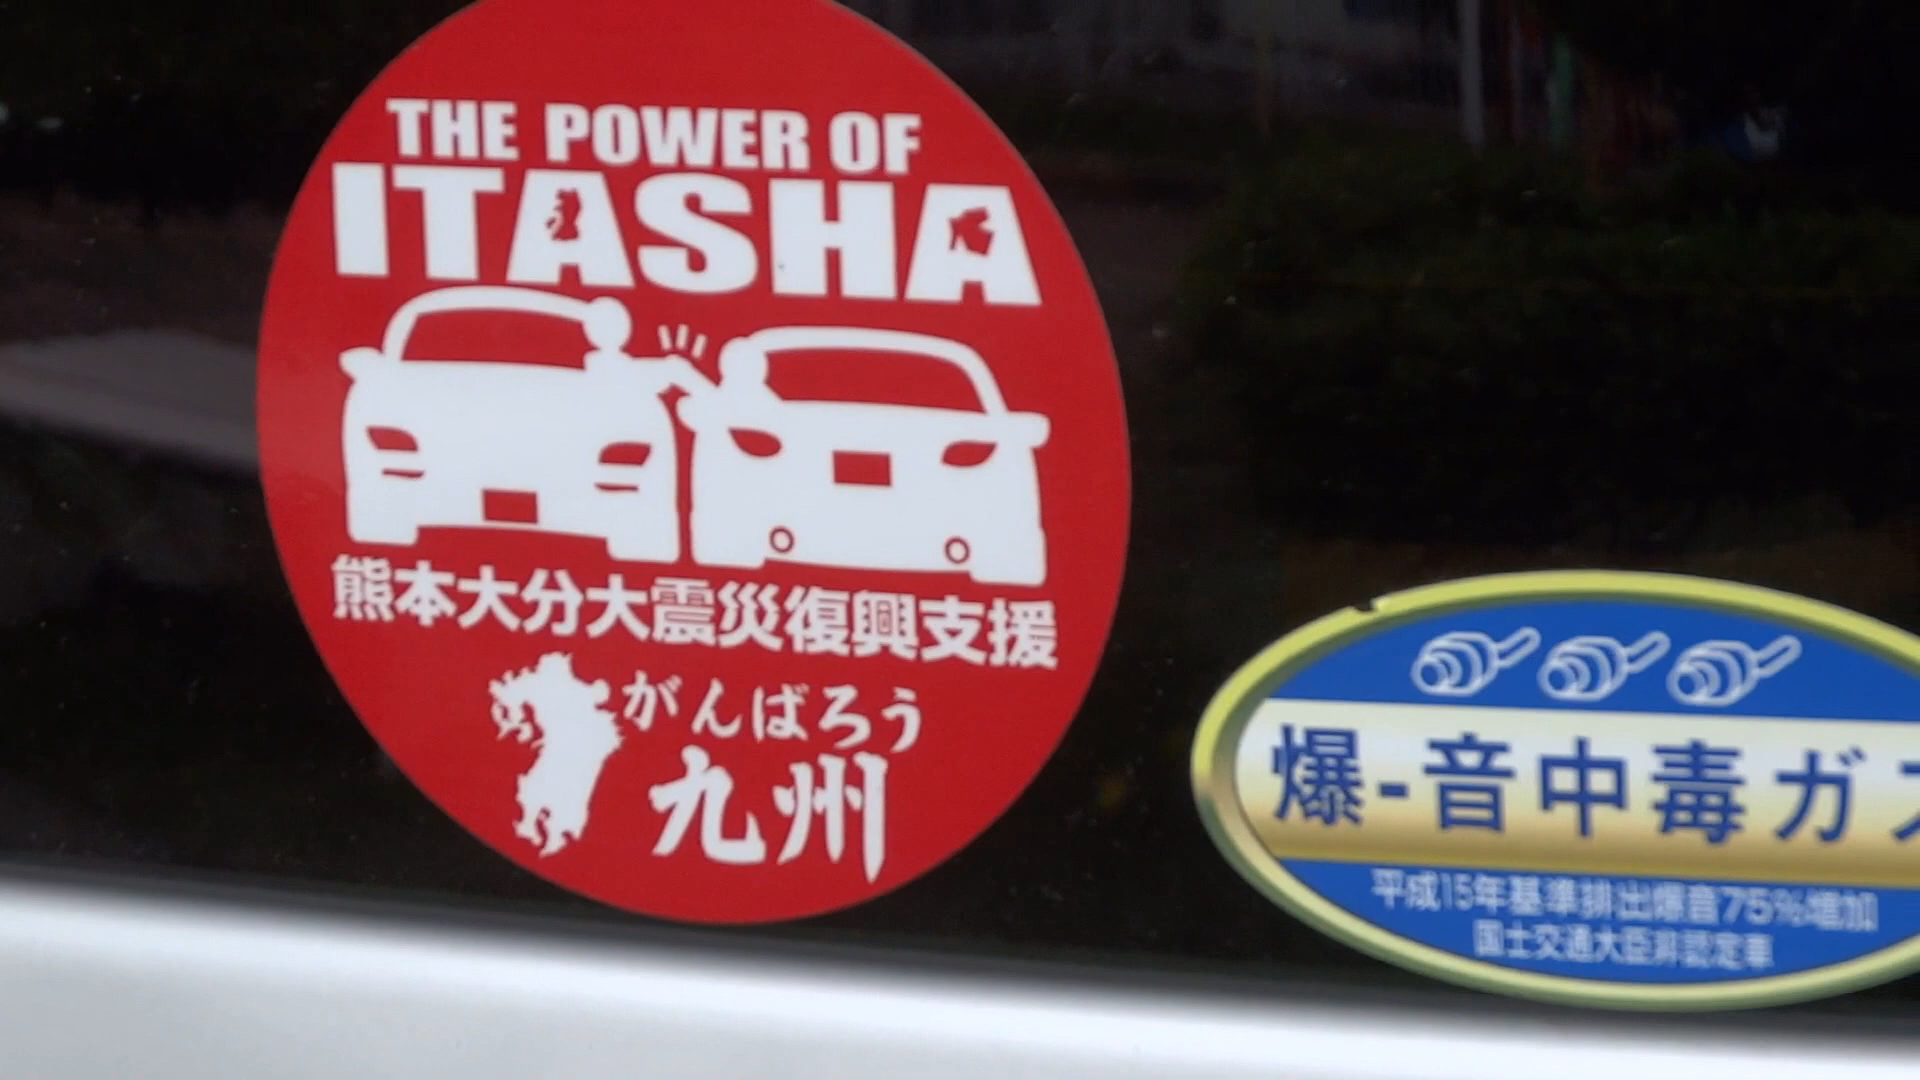 THE POWER OF
ITASHA
熊本大分大震災復興支援
がんばろう
九州
爆-音中毒ガ
平成15年基準排出爆音75%増加
国土交通大臣非認定車